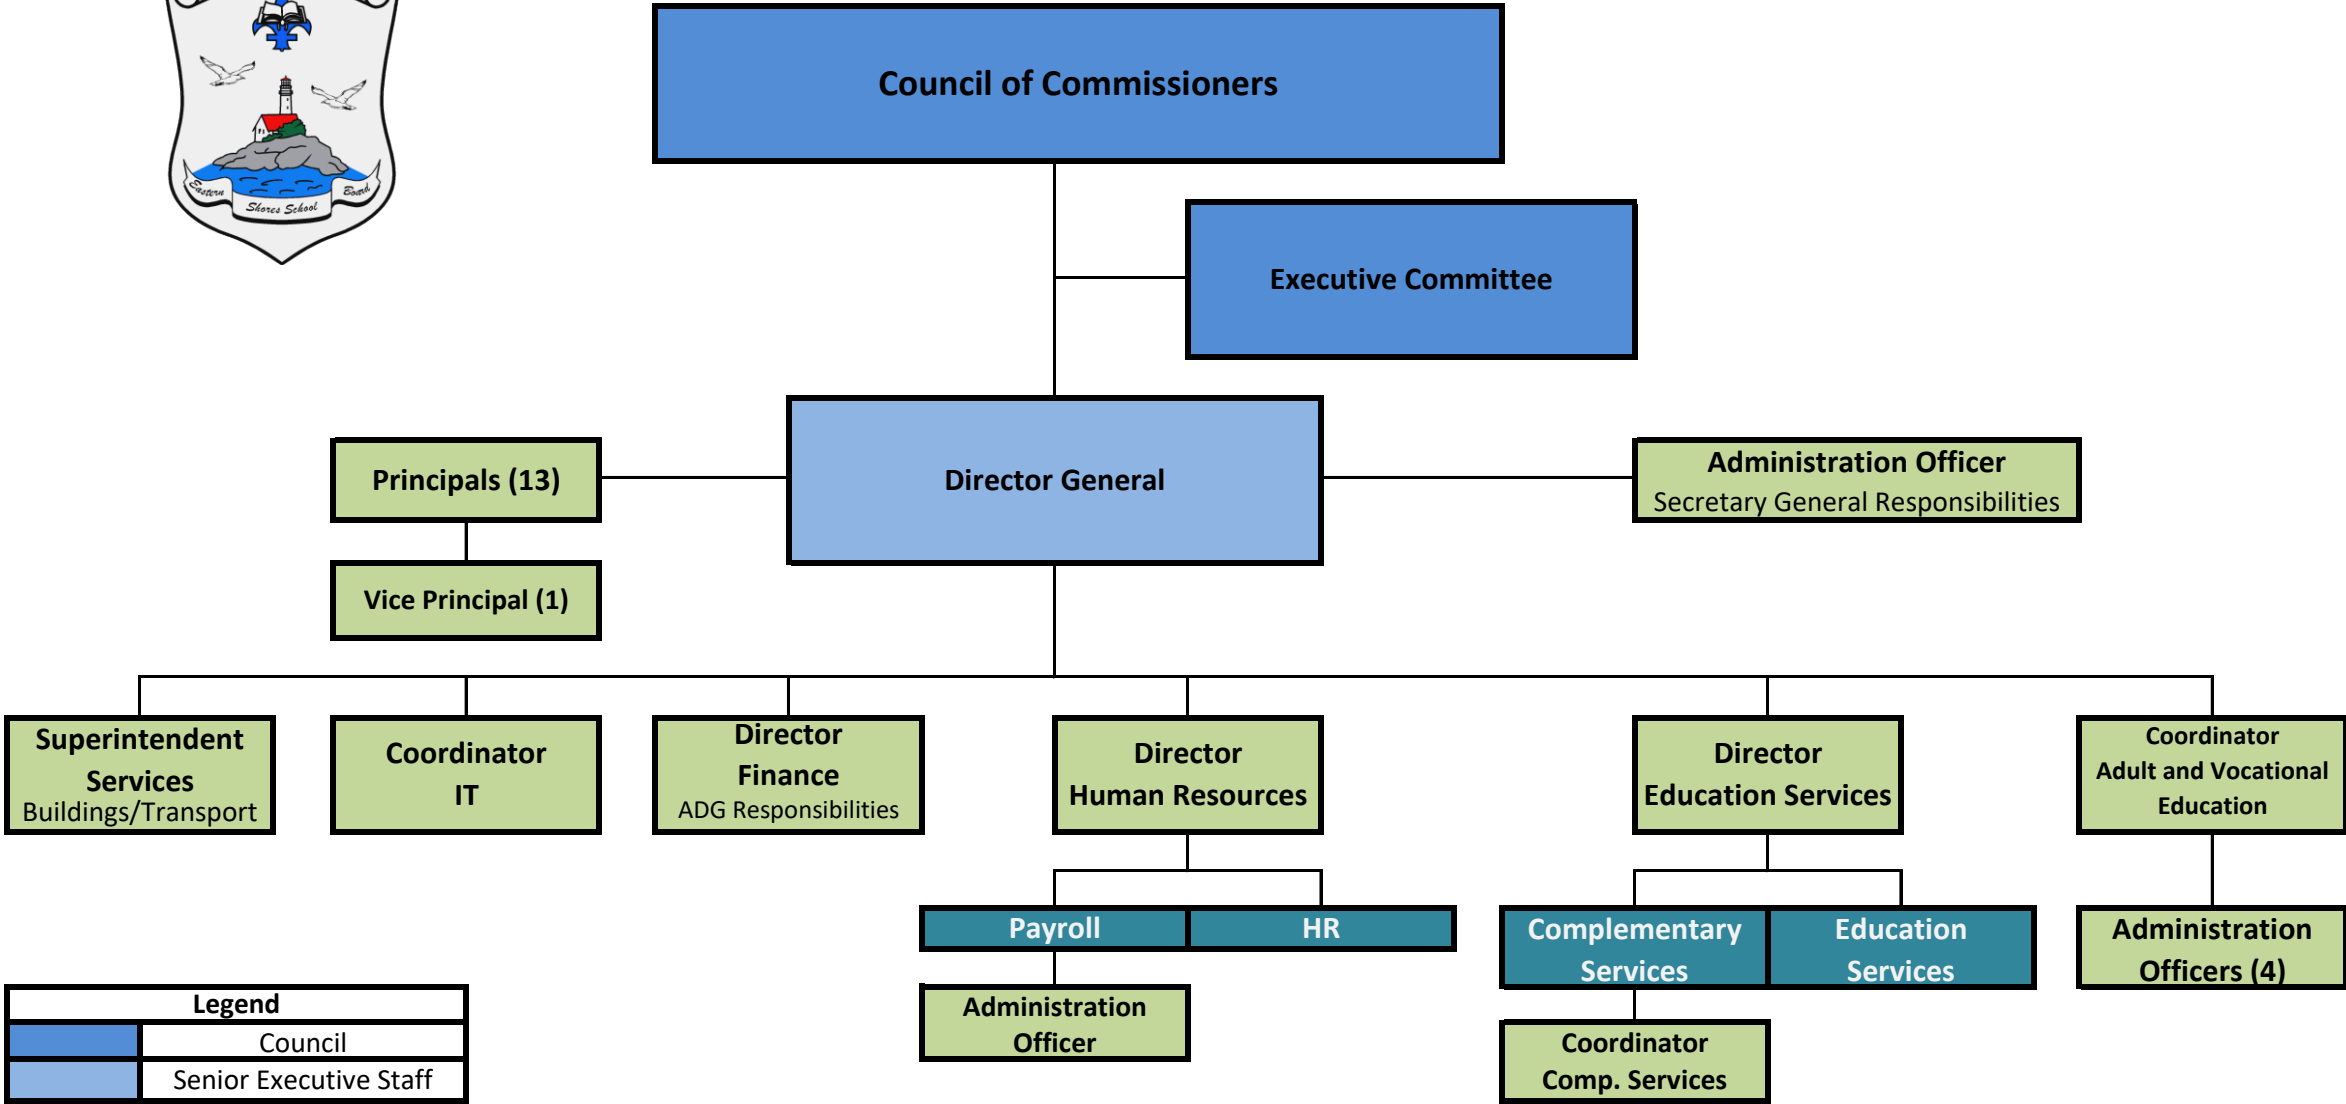 Eastern
Shores School
Board
Council of Commissioners
Executive Committee
Director General
Principals (13)
Vice Principal (1)
Administration Officer
Secretary General Responsibilities
Superintendent
Services
Buildings/Transport
Coordinator
IT
Director
Finance
ADG Responsibilities
Director
Human Resources
Director
Education Services
Coordinator
Adult and Vocational
Education
Payroll
HR
Complementary
Services
Education
Services
Administration
Officers (4)
Administration
Officer
Coordinator
Comp. Services
Legend
Council
Senior Executive Staff